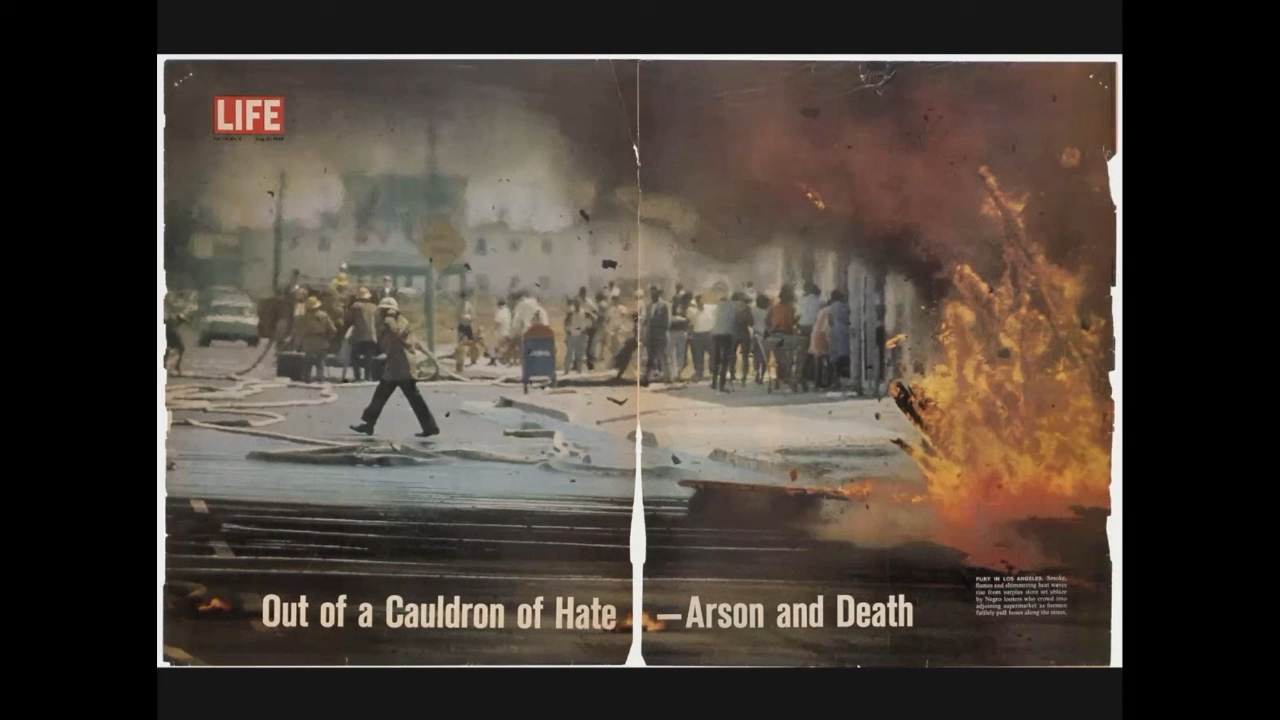 LIFE
Out of a Cauldron of Hate —Arson and Death
FURY IN LOS ANGELES. Smoke,
flames and shimmering heat waves
rise from surplus store set ablaze
by Negro looters who crowd into
adjoining supermarket as firemen
futilely pull hoses along the street.